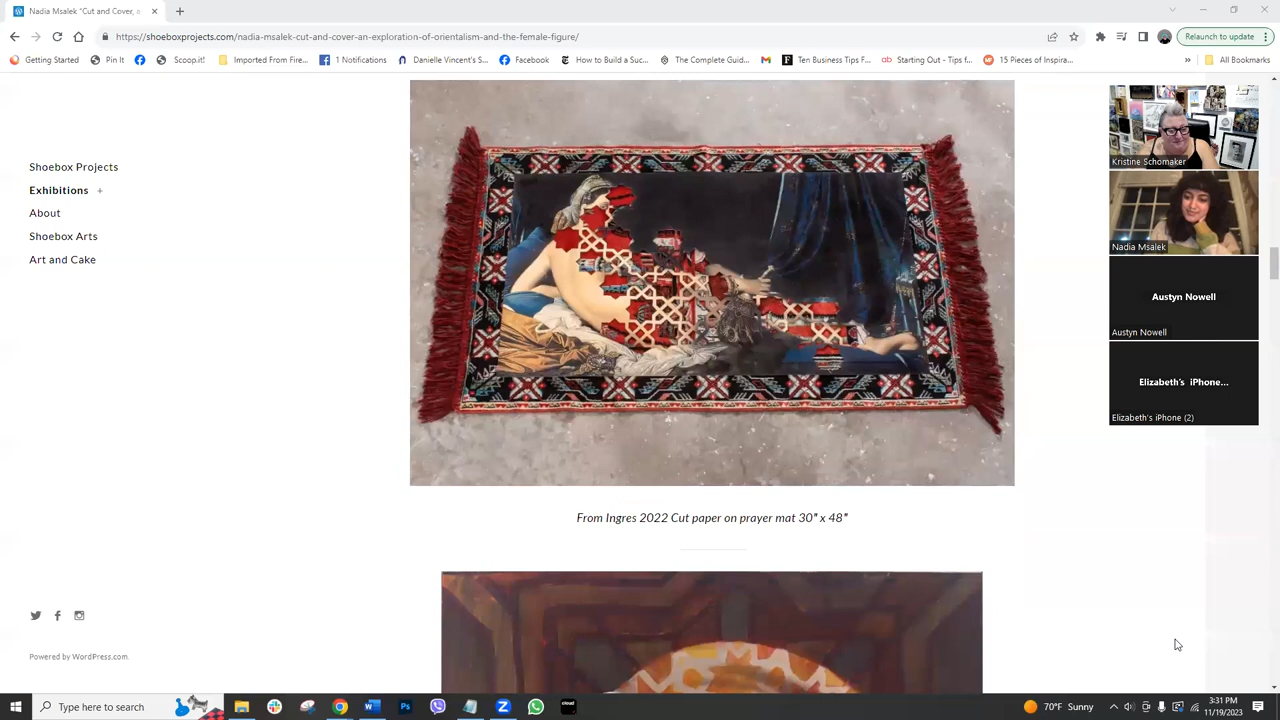 Nadia Msalek "Cut and Cover, a
https://shoeboxprojects.com/nadia-msalek-cut-and-cover-an-exploration-of-orientalism-and-the-female-figure/
Relaunch to update
Getting Started
Pin It
Scoop.it!
Imported From Fire...
1 Notifications
Danielle Vincent's S...
Facebook
How to Build a Suc...
The Complete Guid...
Ten Business Tips F...
Starting Out - Tips f...
15 Pieces of Inspira...
»
All Bookmarks
Shoebox Projects
Exhibitions +
About
Shoebox Arts
Art and Cake
Kristine Schomaker
Nadia Msalek
Austyn Nowell
Austyn Nowell
Elizabeth's iPhone...
Elizabeth's iPhone (2)
From Ingres 2022 Cut paper on prayer mat 30″ x 48″
Powered by WordPress.com.
Type here to search
cloud
70°F Sunny
3:31 PM
11/19/2023